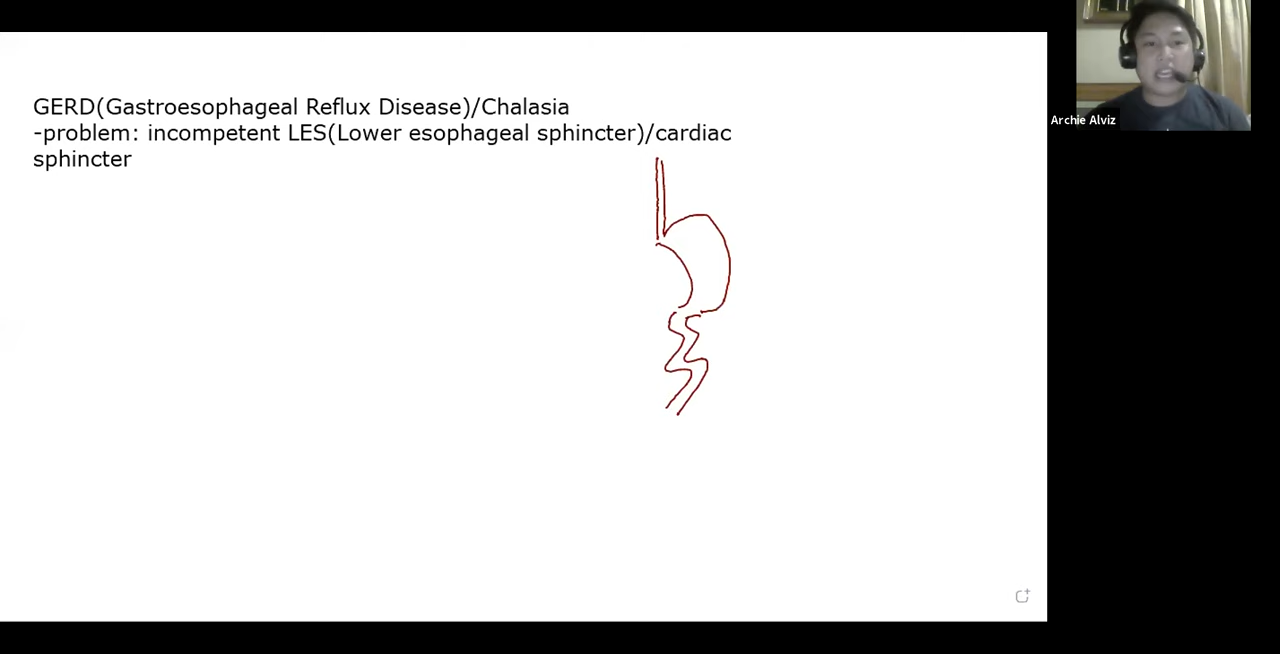 GERD(Gastroesophageal Reflux Disease)/Chalasia
-problem: incompetent LES(Lower esophageal sphincter)/cardiac
sphincter
Archie Alviz